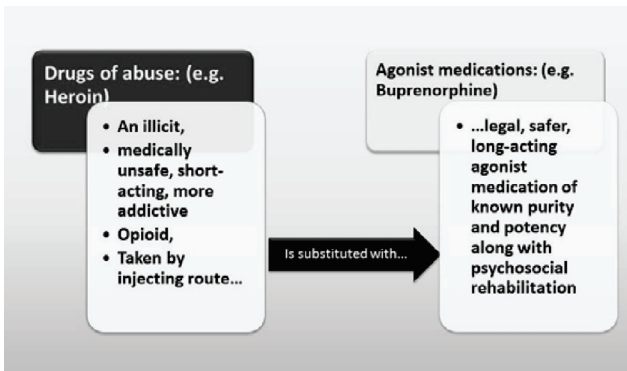 Drugs of abuse: (e.g.
Heroin)
• An illicit,
• medically
unsafe, short-
acting, more
addictive
• Opioid,
• Taken by
injecting route...
Is substituted with...
Agonist medications: (e.g.
Buprenorphine)
• ...legal, safer,
long-acting
agonist
medication of
known purity
and potency
along with
psychosocial
rehabilitation